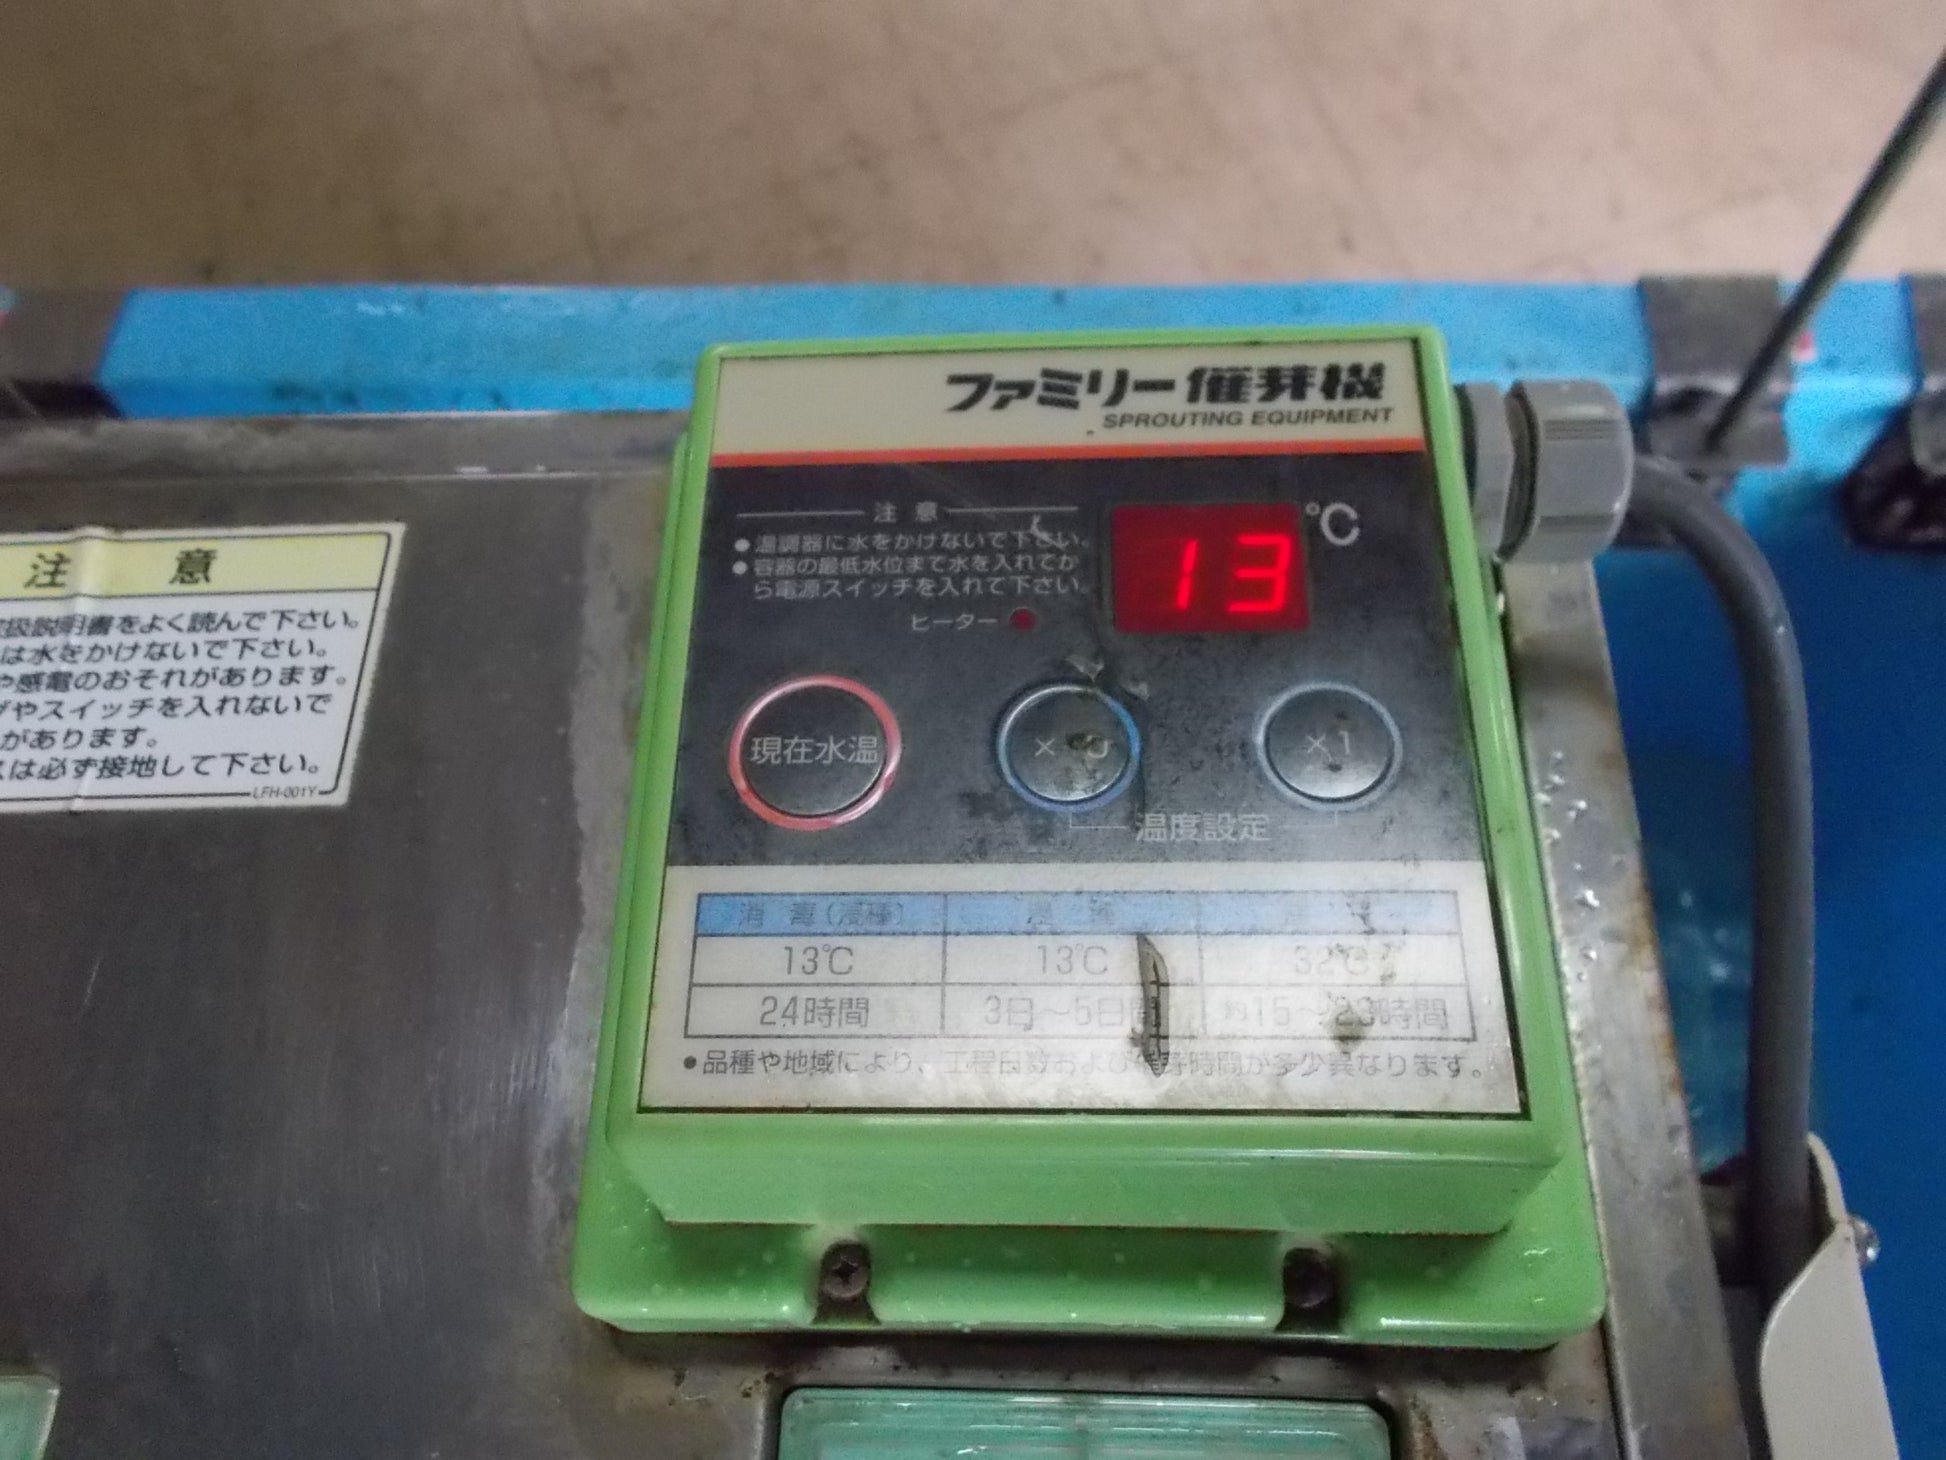 ファミリー催芽機
SPROUTING EQUIPMENT
注意
●温調器に水をかけないで下さい。
●容器の最低水位まで水を入れてか
ら電源スイッチを入れて下さい。
ヒーター
13
℃
現在水温
×1
温度設定
消毒(浸種)
13℃ 13℃ 32℃
24時間 3日～5日間 約15～ 時間
●品種や地域により、工程日数および催芽時間が多少異なります。
注意
扱説明書をよく読んで下さい。
は水をかけないで下さい。
や感電のおそれがあります。
やスイッチを入れないで
があります。
は必ず接地して下さい。
LFH-001Y